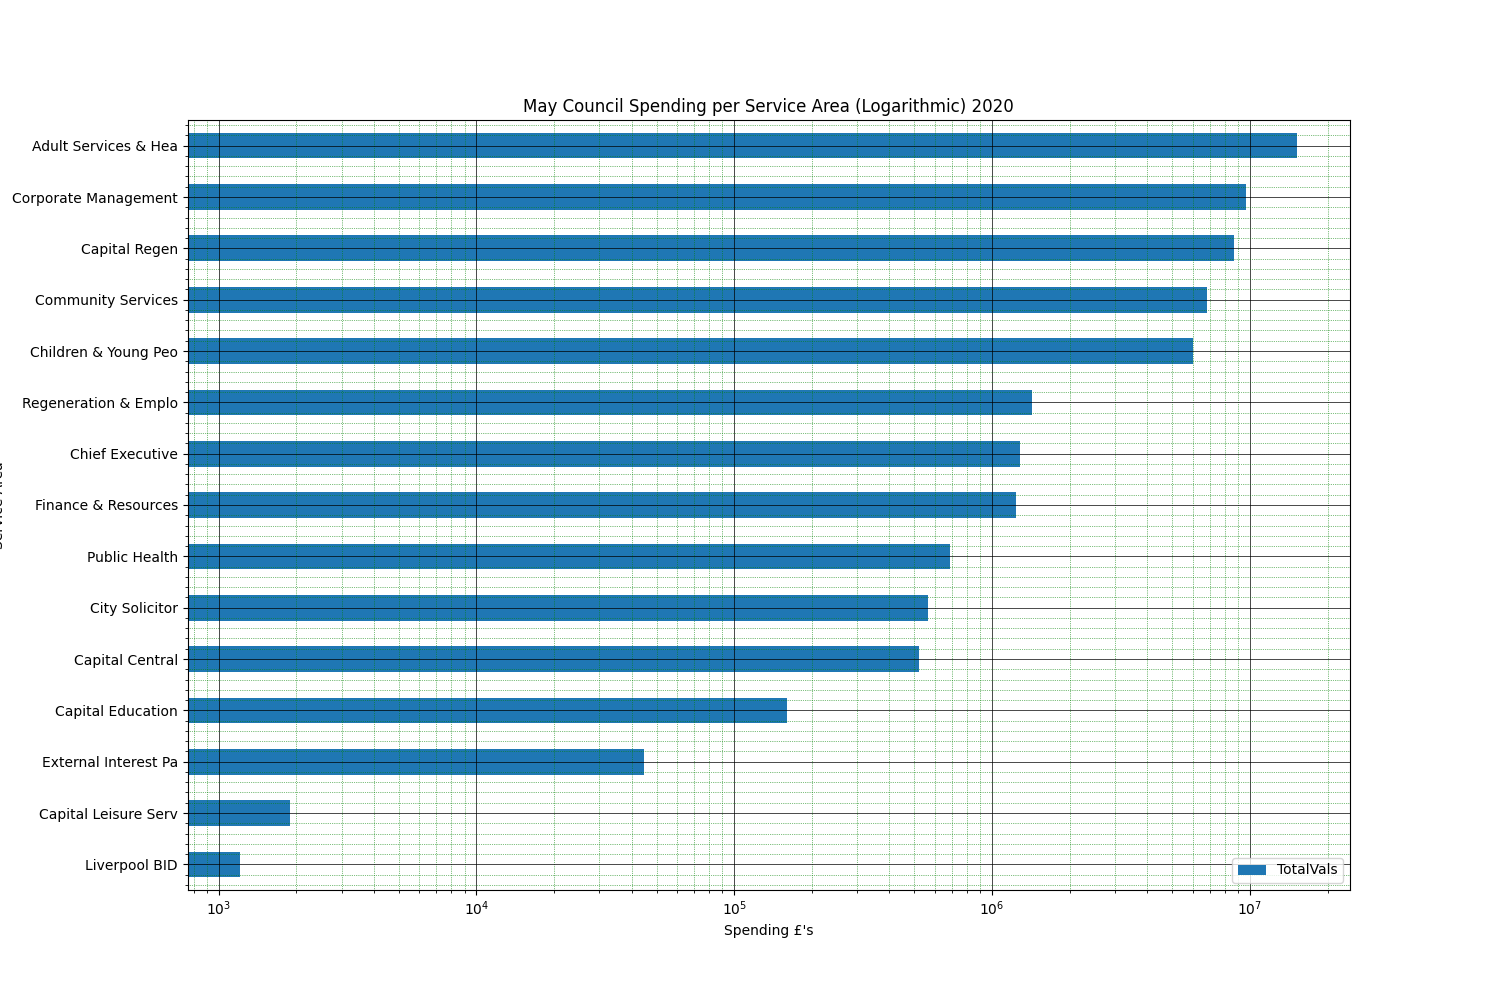 May Council Spending per Service Area (Logarithmic) 2020
Adult Services & Hea
Corporate Management
Capital Regen
Community Services
Children & Young Peo
Regeneration & Emplo
Chief Executive
Finance & Resources
Public Health
City Solicitor
Capital Central
Capital Education
External Interest Pa
Capital Leisure Serv
Liverpool BID
TotalVals
10³ 10⁴ 10⁵ 10⁶ 10⁷
Spending £'s